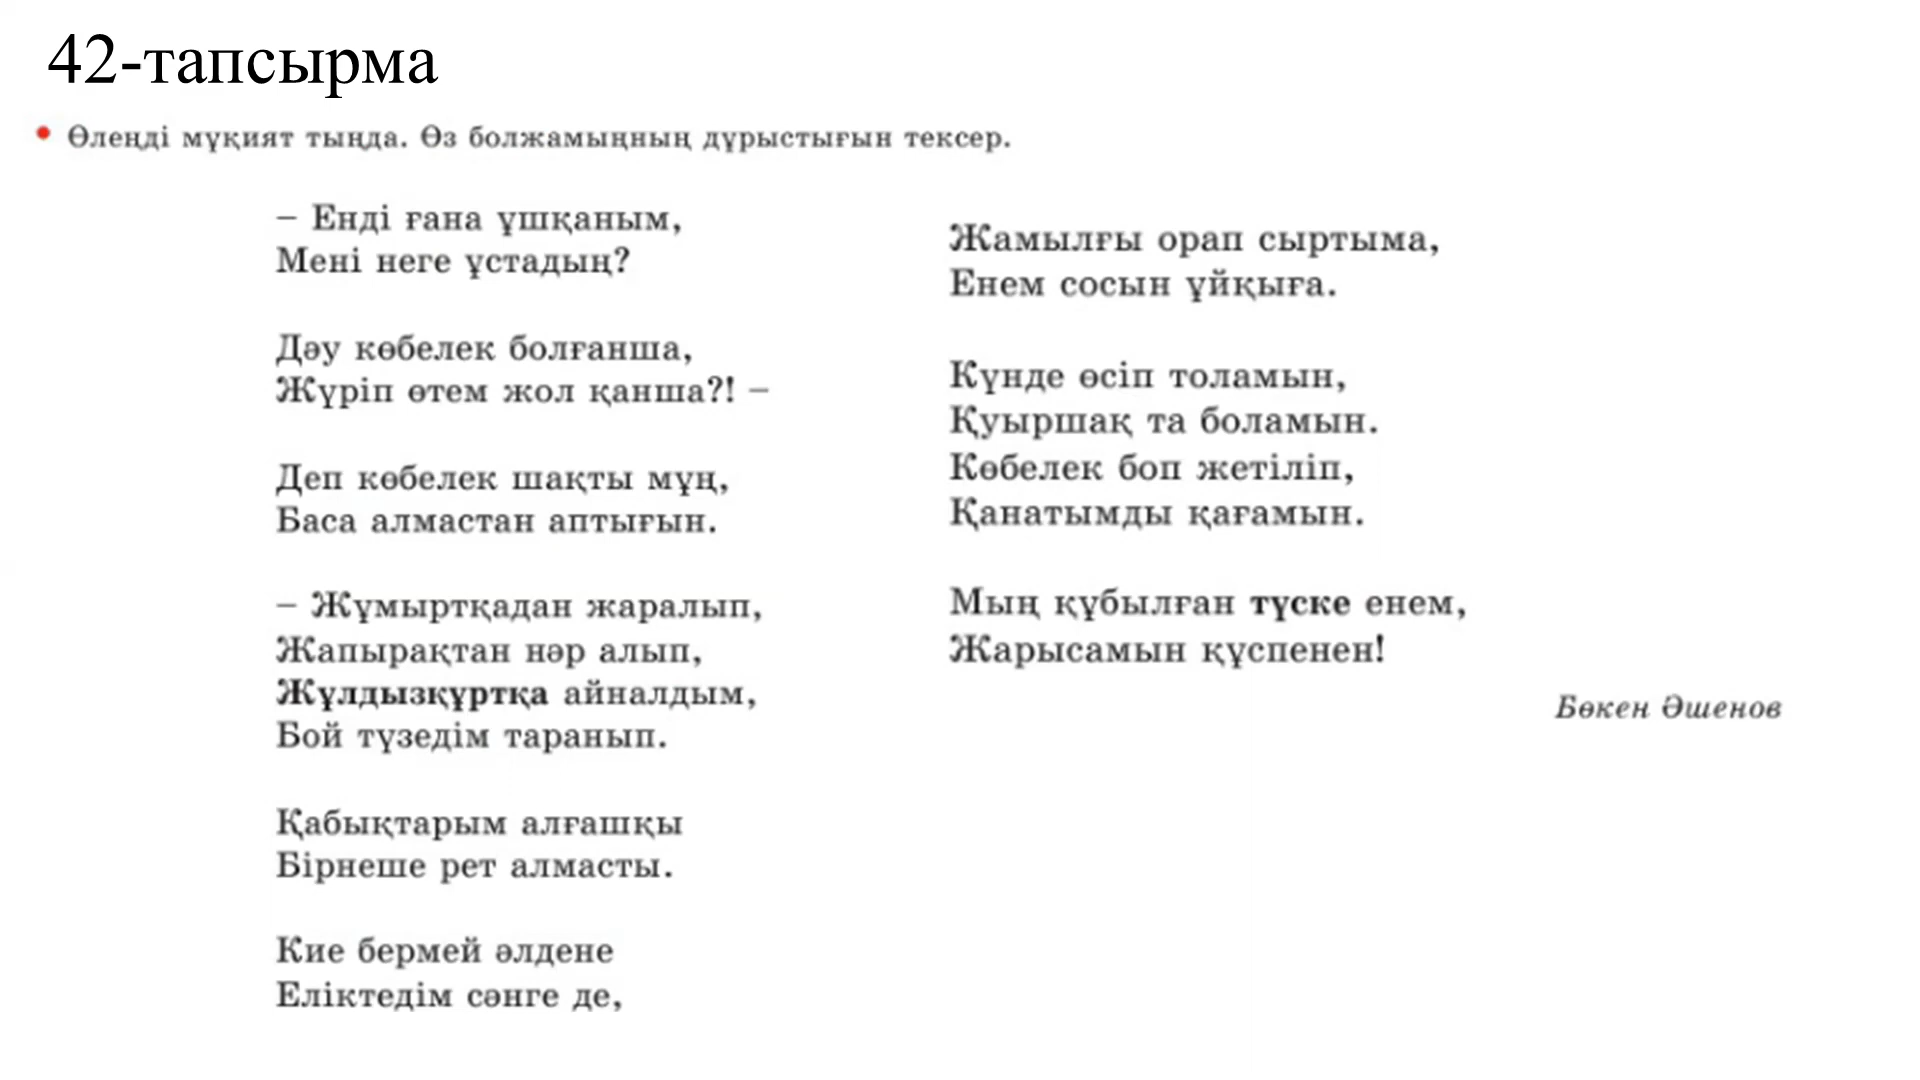 42-тапсырма
• Өлеңді мұқият тыңда. Өз болжамыңның дұрыстығын тексер.
– Енді ғана ұшқаным,
Мені неге ұстадың?
Дәу көбелек болғанша,
Жүріп өтем жол қанша?! –
Деп көбелек шақты мұң,
Баса алмастан аптығын.
– Жұмыртқадан жаралып,
Жапырақтан нәр алып,
Жұлдызқұртқа айналдым,
Бой түзедім таранып.
Қабықтарым алғашқы
Бірнеше рет алмасты.
Кие бермей әлдене
Еліктедім сәнге де,
Жамылғы орап сыртыма,
Енем сосын ұйқыға.
Күнде өсіп толамын,
Қуыршақ та боламын.
Көбелек боп жетіліп,
Қанатымды қағамын.
Мың құбылған түске енем,
Жарысамын құспенен!
Бөкен Әшенов